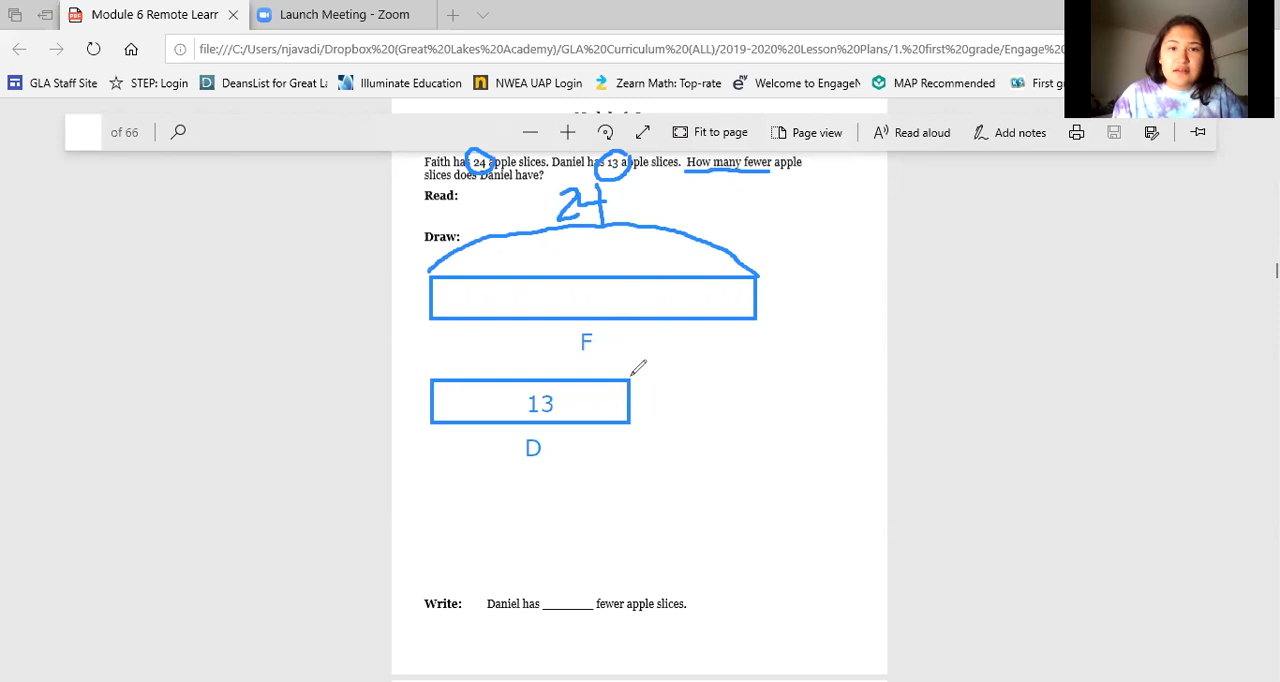 Module 6 Remote Learn
Launch Meeting - Zoom
file:///C:/Users/njavadi/Dropbox%20(Great%20Lakes%20Academy)/GLA%20Curriculum%20(ALL)/2019-2020%20Lesson%20Plans/1.%20first%20grade/Engage%20
GLA Staff Site
STEP: Login
DeansList for Great La
Illuminate Education
NWEA UAP Login
Zearn Math: Top-rate
Welcome to EngageN
MAP Recommended
First gr
of 66
Fit to page
Page view
Read aloud
Add notes
Faith has 24 apple slices. Daniel has 13 apple slices. How many fewer apple
slices does Daniel have?
Read:
24
Draw:
F
13
D
Write: Daniel has ________ fewer apple slices.